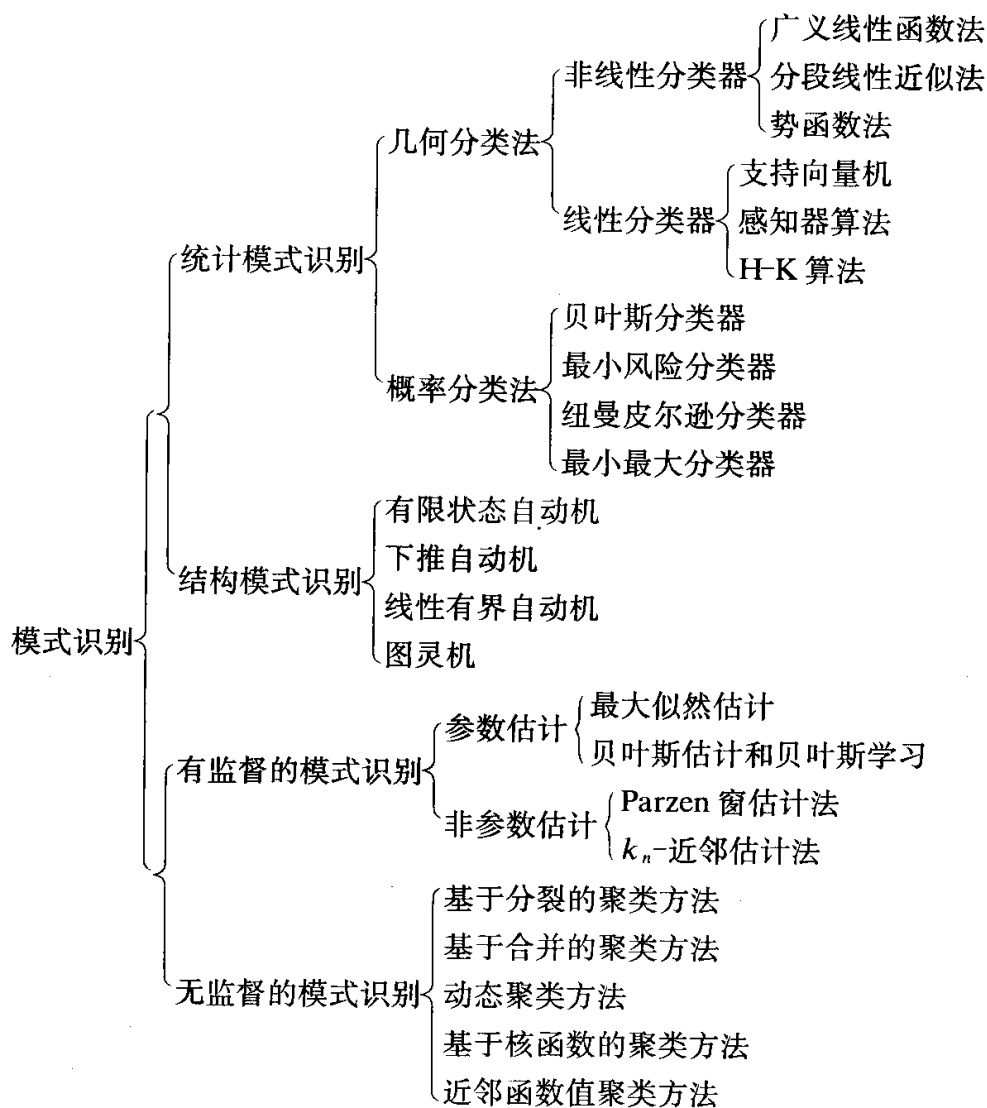 模式识别
统计模式识别
几何分类法
非线性分类器
广义线性函数法
分段线性近似法
势函数法
线性分类器
支持向量机
感知器算法
H-K 算法
概率分类法
贝叶斯分类器
最小风险分类器
纽曼皮尔逊分类器
最小最大分类器
结构模式识别
有限状态自动机
下推自动机
线性有界自动机
图灵机
有监督的模式识别
参数估计
最大似然估计
贝叶斯估计和贝叶斯学习
非参数估计
Parzen 窗估计法
kₙ-近邻估计法
无监督的模式识别
基于分裂的聚类方法
基于合并的聚类方法
动态聚类方法
基于核函数的聚类方法
近邻函数值聚类方法